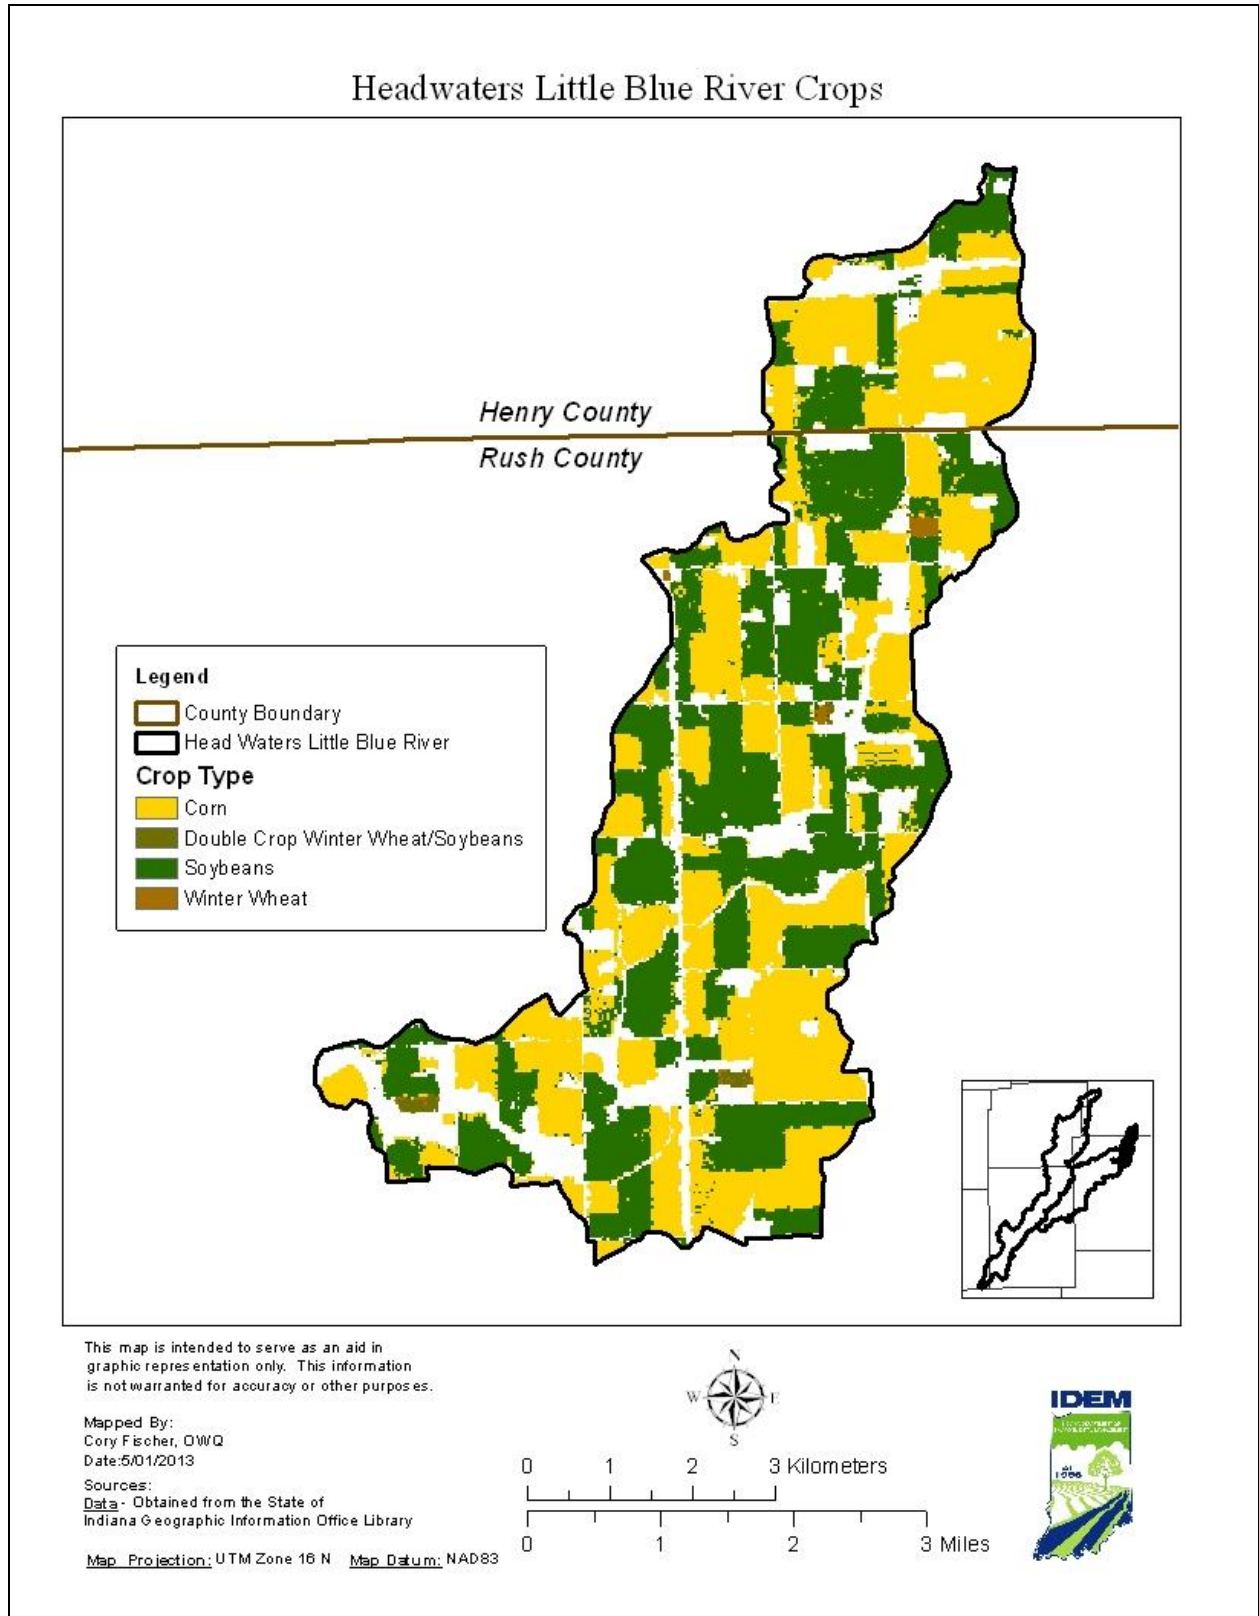 Headwaters Little Blue River Crops
Henry County
Rush County
Legend
County Boundary
Head Waters Little Blue River
Crop Type
Corn
Double Crop Winter Wheat/Soybeans
Soybeans
Winter Wheat
This map is intended to serve as an aid in
graphic representation only. This information
is not warranted for accuracy or other purposes.
Mapped By:
Cory Fischer, OWQ
Date:5/01/2013
Sources:
Data - Obtained from the State of
Indiana Geographic Information Office Library
Map Projection: UTM Zone 16 N Map Datum: NAD83
N
W E
S
0 1 2 3 Kilometers
0 1 2 3 Miles
IDEM